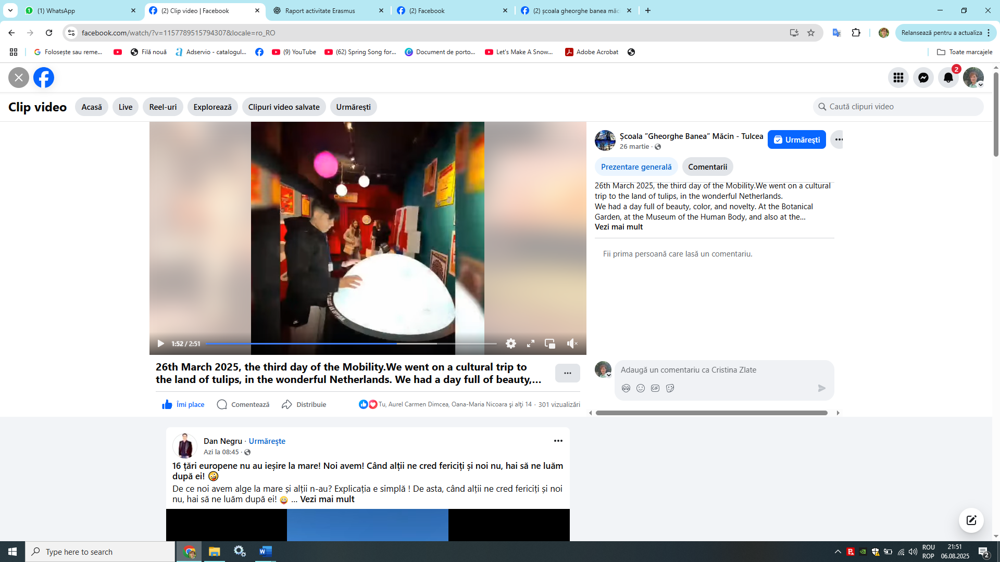 (1) WhatsApp
(2) Clip video | Facebook
Raport activitate Erasmus
(2) Facebook
(2) școala gheorghe banea măc
facebook.com/watch/?v=1157789515794307&locale=ro_RO
Relansează pentru a actualiza
Folosește sau reme...
Filă nouă
Adservio - catalogul...
(9) YouTube
(62) Spring Song for...
Document de porto...
Let's Make A Snow...
Adobe Acrobat
Toate marcajele
2
Clip video
Acasă
Live
Reel-uri
Explorează
Clipuri video salvate
Urmărești
Caută clipuri video
Școala ”Gheorghe Banea” Măcin - Tulcea
Urmărești
26 martie
Prezentare generală
Comentarii
26th March 2025, the third day of the Mobility.We went on a cultural
trip to the land of tulips, in the wonderful Netherlands.
We had a day full of beauty, color, and novelty. At the Botanical
Garden, at the Museum of the Human Body, and also at the...
Vezi mai mult
Fii prima persoană care lasă un comentariu.
1:52 / 2:51
26th March 2025, the third day of the Mobility.We went on a cultural trip to
the land of tulips, in the wonderful Netherlands. We had a day full of beauty,...
Adaugă un comentariu ca Cristina Zlate
GIF
Îmi place
Comentează
Distribuie
Tu, Aurel Carmen Dimcea, Oana-Maria Nicoara și alți 14 · 301 vizualizări
Dan Negru · Urmărește
Azi la 08:45
16 țări europene nu au ieșire la mare! Noi avem! Când alții ne cred fericiți și noi nu, hai să ne luăm
după ei! 🤪
De ce noi avem alge la mare și alții n-au? Explicația e simplă ! De asta, când alții ne cred fericiți și noi
nu, hai să ne luăm după ei! 😀 ... Vezi mai mult
Type here to search
ROU
ROP
21:51
06.08.2025
2